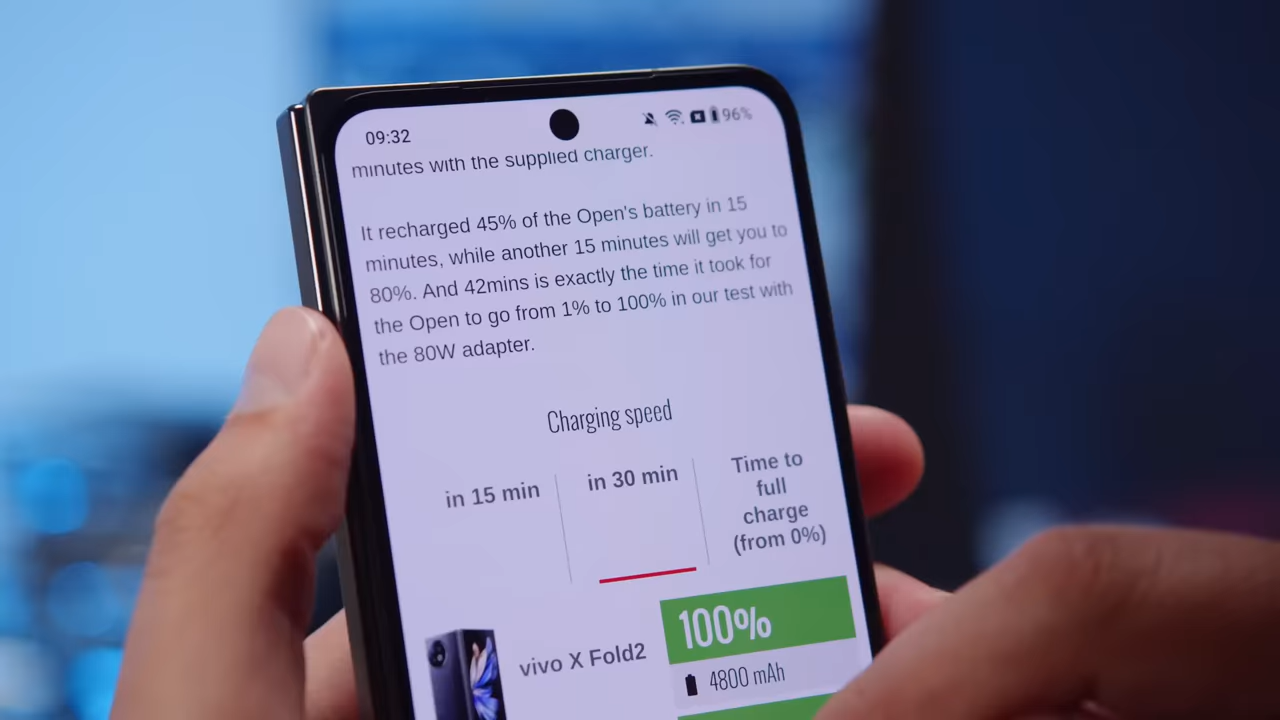 09:32
96%
minutes with the supplied charger.
It recharged 45% of the Open's battery in 15
minutes, while another 15 minutes will get you to
80%. And 42mins is exactly the time it took for
the Open to go from 1% to 100% in our test with
the 80W adapter.
Charging speed
in 15 min
in 30 min
Time to
full
charge
(from 0%)
vivo X Fold2
100%
4800 mAh